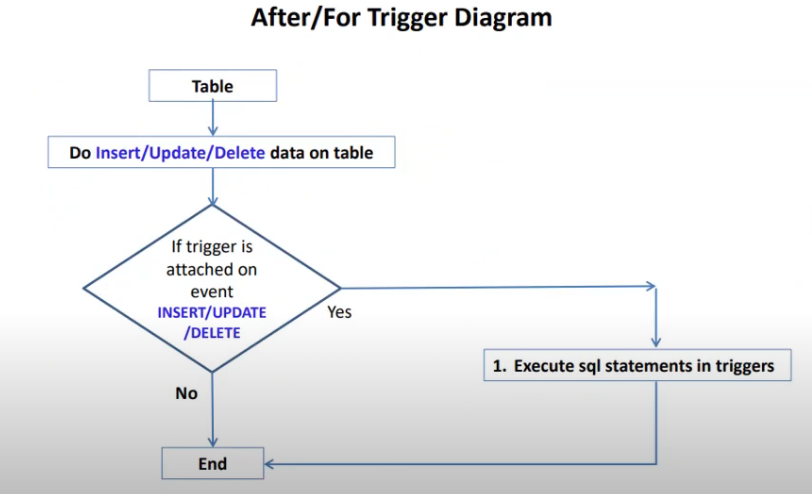 After/For Trigger Diagram
Table
Do Insert/Update/Delete data on table
If trigger is
attached on
event
INSERT/UPDATE
/DELETE
Yes
1. Execute sql statements in triggers
No
End